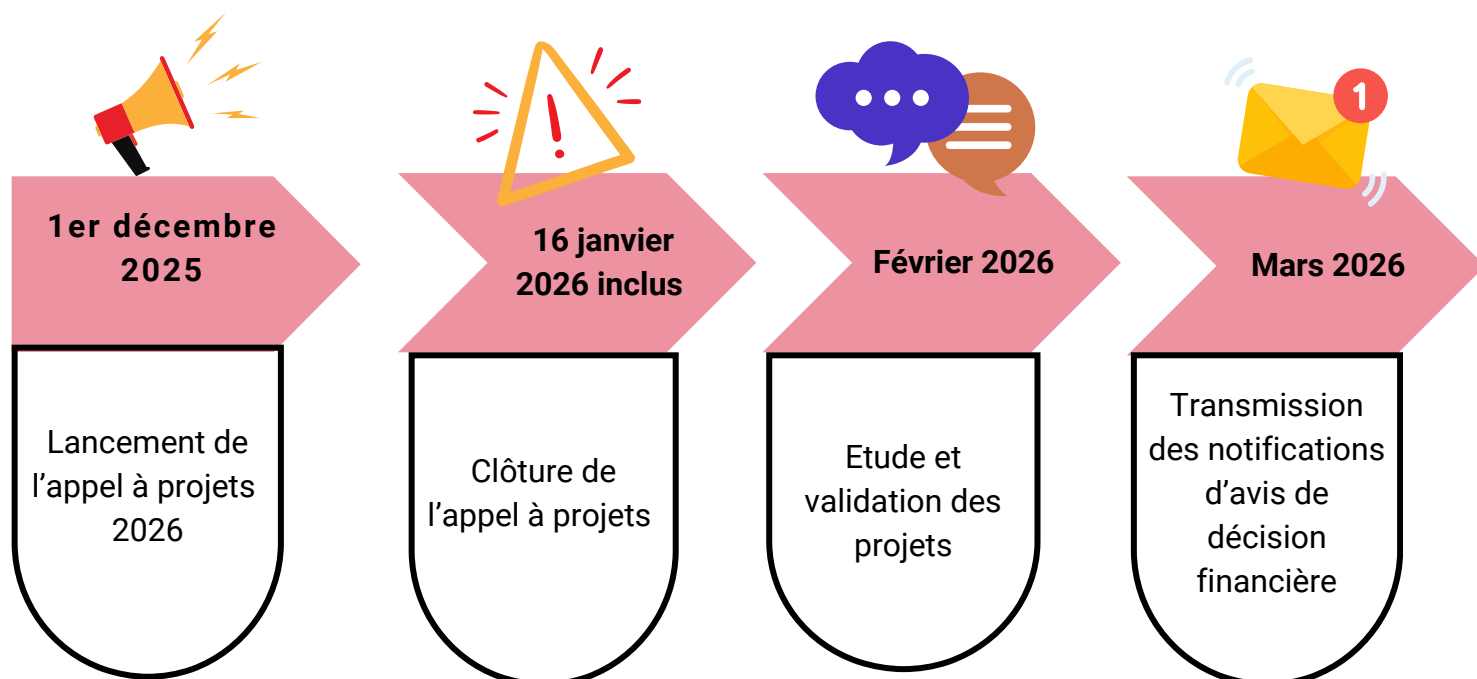 1
1er décembre
2025
16 janvier
2026 inclus
Février 2026
Mars 2026
Lancement de
l’appel à projets
2026
Clôture de
l’appel à projets
Etude et
validation des
projets
Transmission
des notifications
d’avis de
décision
financière